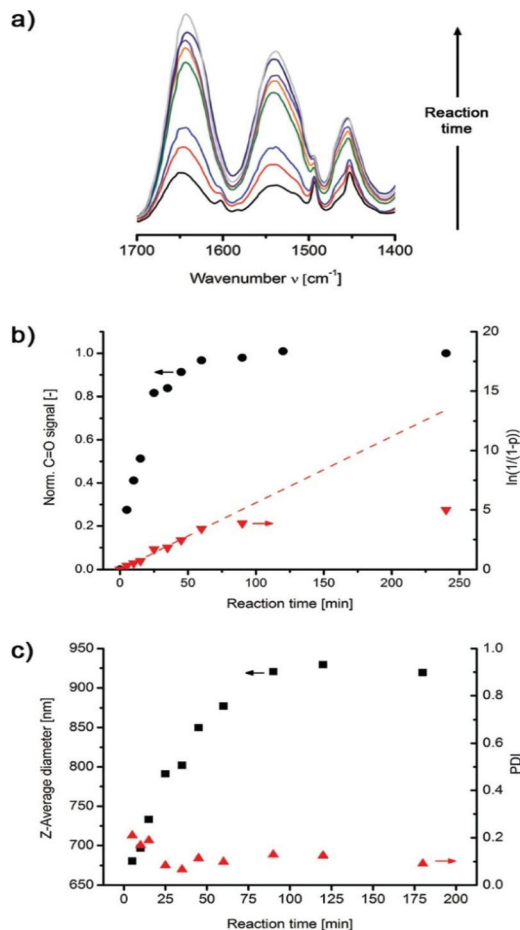 a)
Reaction
time
1700 1600 1500 1400
Wavenumber ν [cm⁻¹]
b)
Norm. C=O signal [-]
1.0
0.8
0.6
0.4
0.2
0.0
20
15
10
5
0
ln(1/(1-p))
0 50 100 150 200 250
Reaction time [min]
c)
Z-Average diameter [nm]
950
900
850
800
750
700
650
1.0
0.8
0.6
0.4
0.2
0.0
PDI
0 25 50 75 100 125 150 175 200
Reaction time [min]